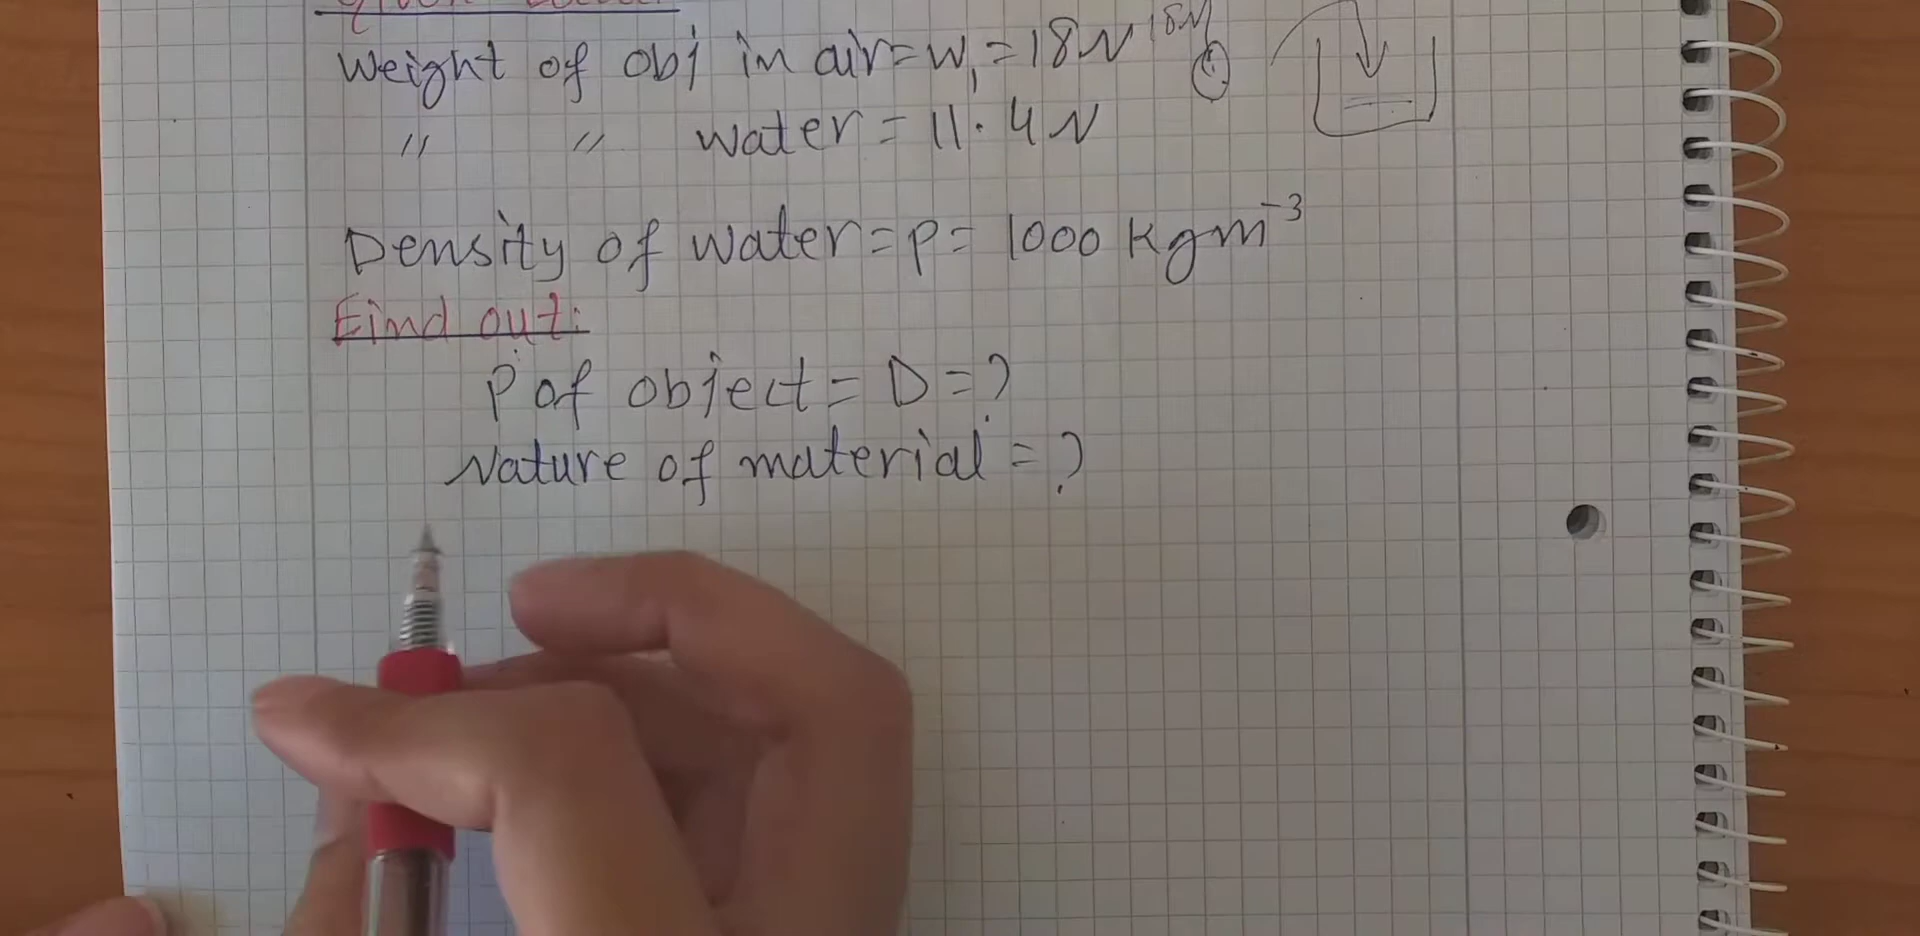 Weight of obj in air = W₁ = 18N 18N
" " water = 11.4N
Density of water = ρ = 1000 kgm⁻³
Find out:
ρ of object = D = ?
Nature of material = ?